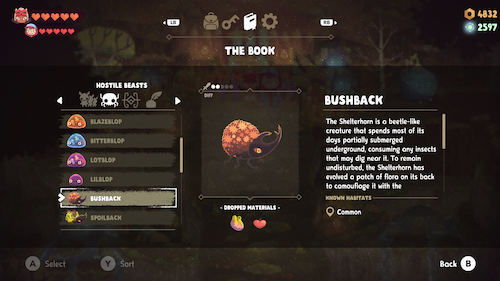 LB
RB
4832
2597
THE BOOK
HOSTILE BEASTS
BLAZEBLOP
BITTERBLOP
LOTBLOP
LILBLOP
BUSHBACK
SPOILBACK
DIFF
- DROPPED MATERIALS -
BUSHBACK
The Shelterhorn is a beetle-like
creature that spends most of its
days partially submerged
underground, consuming any insects
that may dig near it. To remain
undisturbed, the Shelterhorn has
evolved a patch of flora on its back
to camouflage it with the
KNOWN HABITATS
Common
A Select
Y Sort
Back B